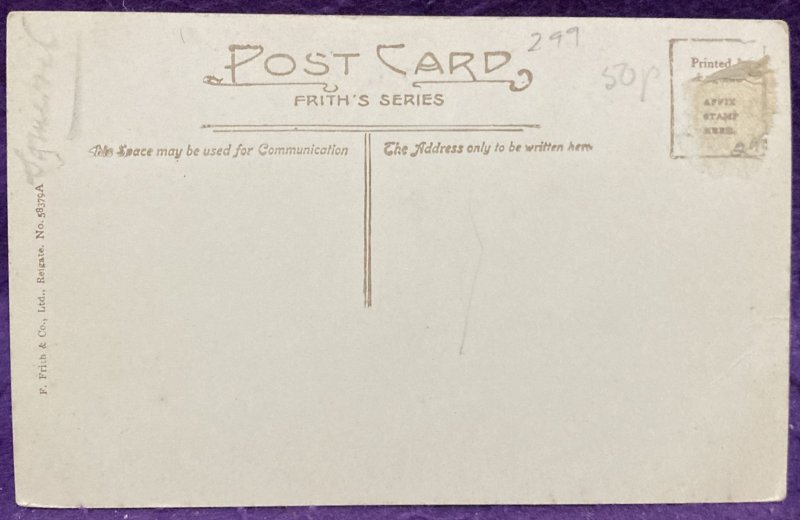 299
POST CARD
50p
FRITH'S SERIES
Printed
AFFIX
STAMP
HERE.
This Space may be used for Communication
The Address only to be written here
F. Frith & Co., Ltd., Reigate. No. 58379A